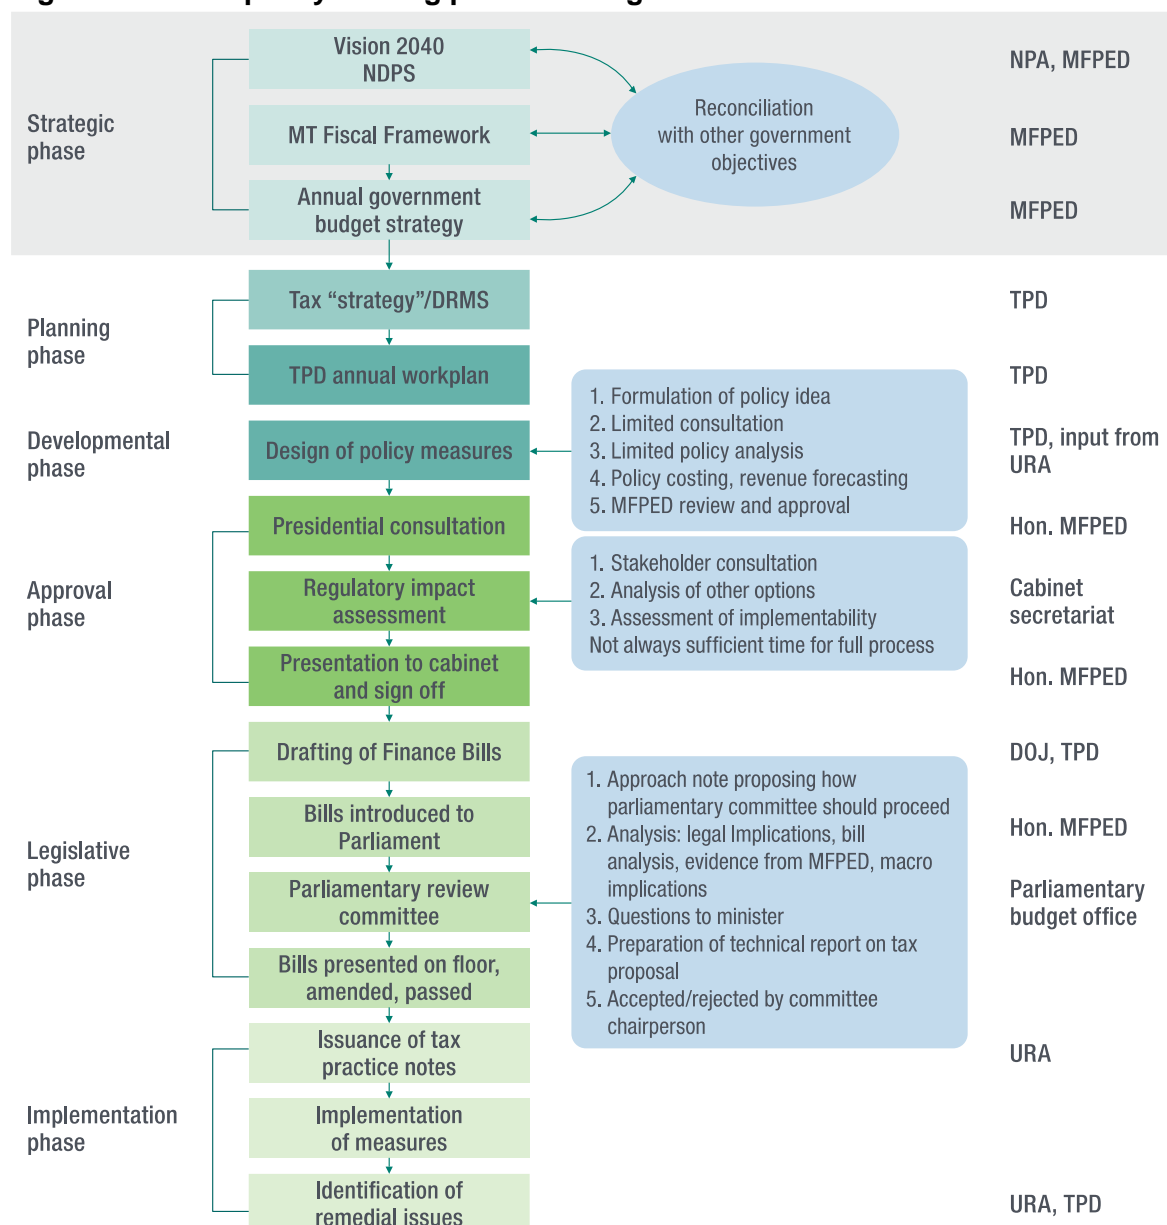 Vision 2040
NDPS
NPA, MFPED
Strategic
phase
MT Fiscal Framework
Reconciliation
with other government
objectives
MFPED
Annual government
budget strategy
MFPED
Planning
phase
Tax “strategy”/DRMS
TPD
TPD annual workplan
TPD
Developmental
phase
Design of policy measures
1. Formulation of policy idea
2. Limited consultation
3. Limited policy analysis
4. Policy costing, revenue forecasting
5. MFPED review and approval
TPD, input from
URA
Presidential consultation
Hon. MFPED
Approval
phase
Regulatory impact
assessment
1. Stakeholder consultation
2. Analysis of other options
3. Assessment of implementability
Not always sufficient time for full process
Cabinet
secretariat
Presentation to cabinet
and sign off
Hon. MFPED
Drafting of Finance Bills
DOJ, TPD
Legislative
phase
Bills introduced to
Parliament
Hon. MFPED
Parliamentary review
committee
1. Approach note proposing how
parliamentary committee should proceed
2. Analysis: legal Implications, bill
analysis, evidence from MFPED, macro
implications
3. Questions to minister
4. Preparation of technical report on tax
proposal
5. Accepted/rejected by committee
chairperson
Parliamentary
budget office
Bills presented on floor,
amended, passed
Issuance of tax
practice notes
URA
Implementation
phase
Implementation
of measures
Identification of
remedial issues
URA, TPD